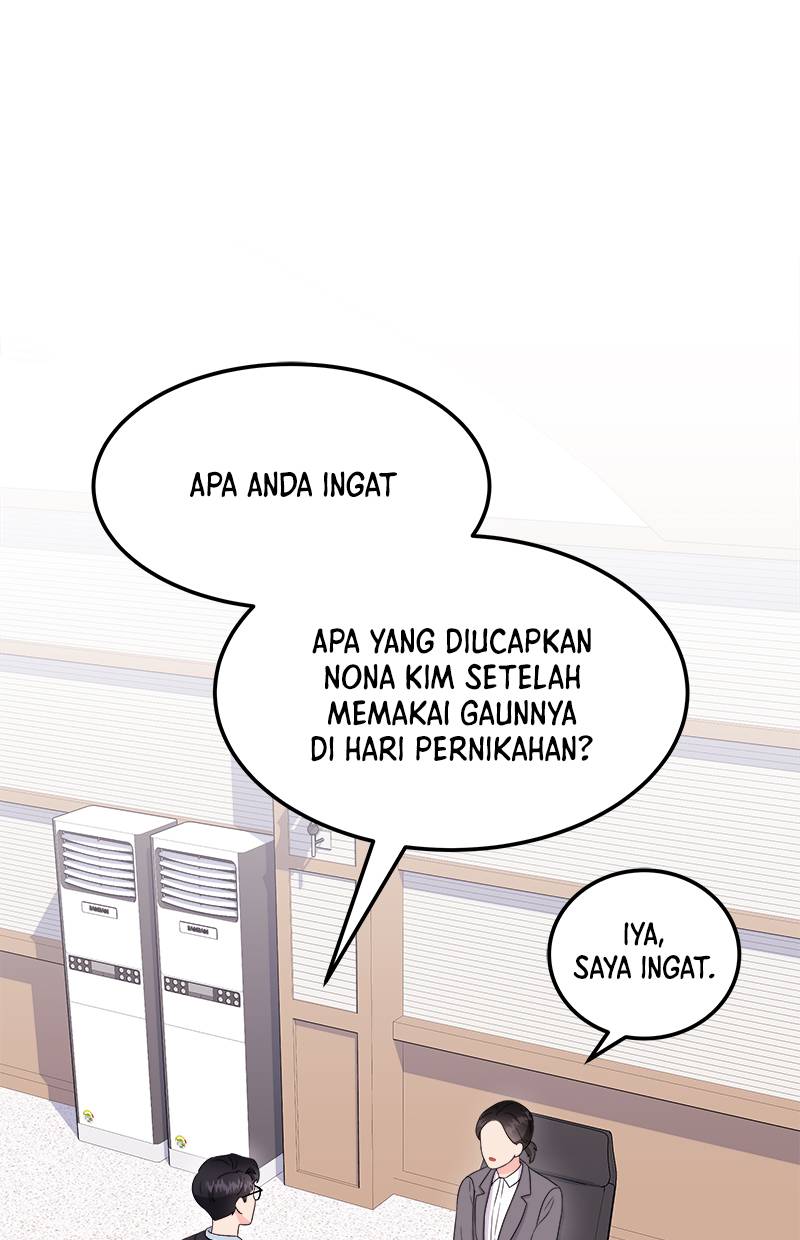 APA ANDA INGAT
APA YANG DIUCAPKAN
NONA KIM SETELAH
MEMAKAI GAUNNYA
DI HARI PERNIKAHAN?
IYA,
SAYA INGAT.